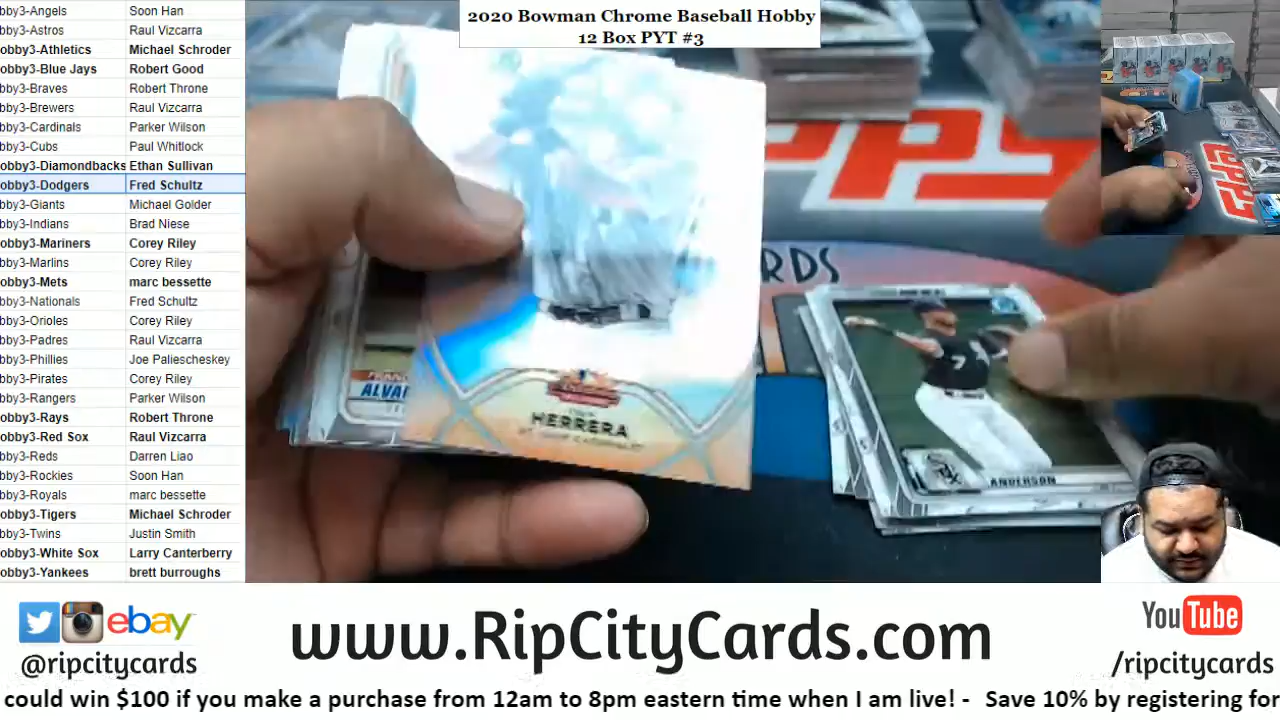 2020 Bowman Chrome Baseball Hobby
12 Box PYT #3
bby3-Angels Soon Han
bby3-Astros Raul Vizcarra
obby3-Athletics Michael Schroder
obby3-Blue Jays Robert Good
bby3-Braves Robert Throne
bby3-Brewers Raul Vizcarra
bby3-Cardinals Parker Wilson
bby3-Cubs Paul Whitlock
obby3-Diamondbacks Ethan Sullivan
obby3-Dodgers Fred Schultz
bby3-Giants Michael Golder
bby3-Indians Brad Niese
obby3-Mariners Corey Riley
bby3-Marlins Corey Riley
obby3-Mets marc bessette
bby3-Nationals Fred Schultz
bby3-Orioles Corey Riley
bby3-Padres Raul Vizcarra
bby3-Phillies Joe Paliescheskey
bby3-Pirates Corey Riley
bby3-Rangers Parker Wilson
obby3-Rays Robert Throne
obby3-Red Sox Raul Vizcarra
bby3-Reds Darren Liao
bby3-Rockies Soon Han
bby3-Royals marc bessette
obby3-Tigers Michael Schroder
bby3-Twins Justin Smith
obby3-White Sox Larry Canterberry
obby3-Yankees brett burroughs
OPPS
RDS
7
ANDERSON
ALVA
HERRERA
ebay
@ripcitycards
www.RipCityCards.com
YouTube
/ripcitycards
could win $100 if you make a purchase from 12am to 8pm eastern time when I am live! - Save 10% by registering for